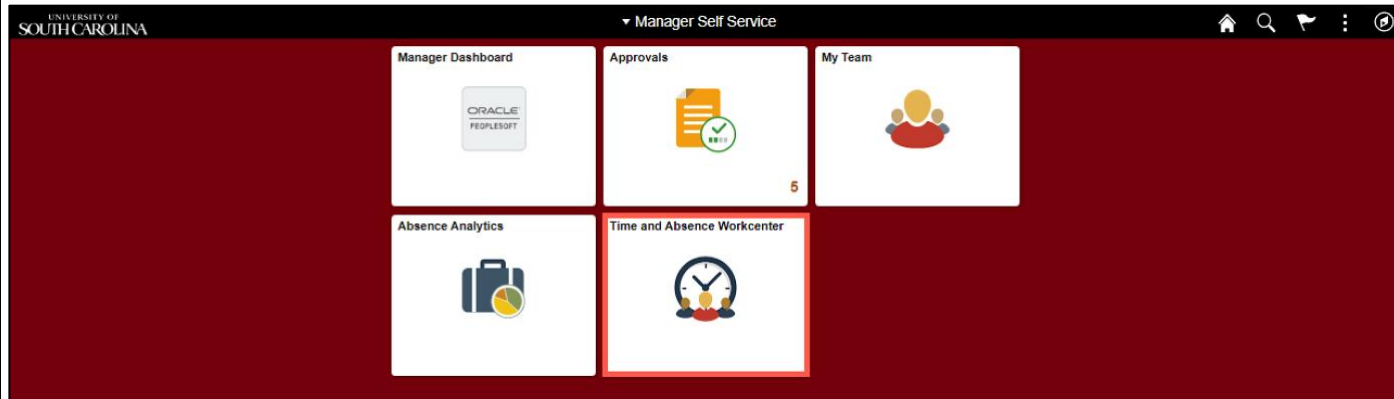 UNIVERSITY OF
SOUTH CAROLINA
Manager Self Service
Manager Dashboard
Approvals
My Team
ORACLE
PEOPLESOFT
5
Absence Analytics
Time and Absence Workcenter